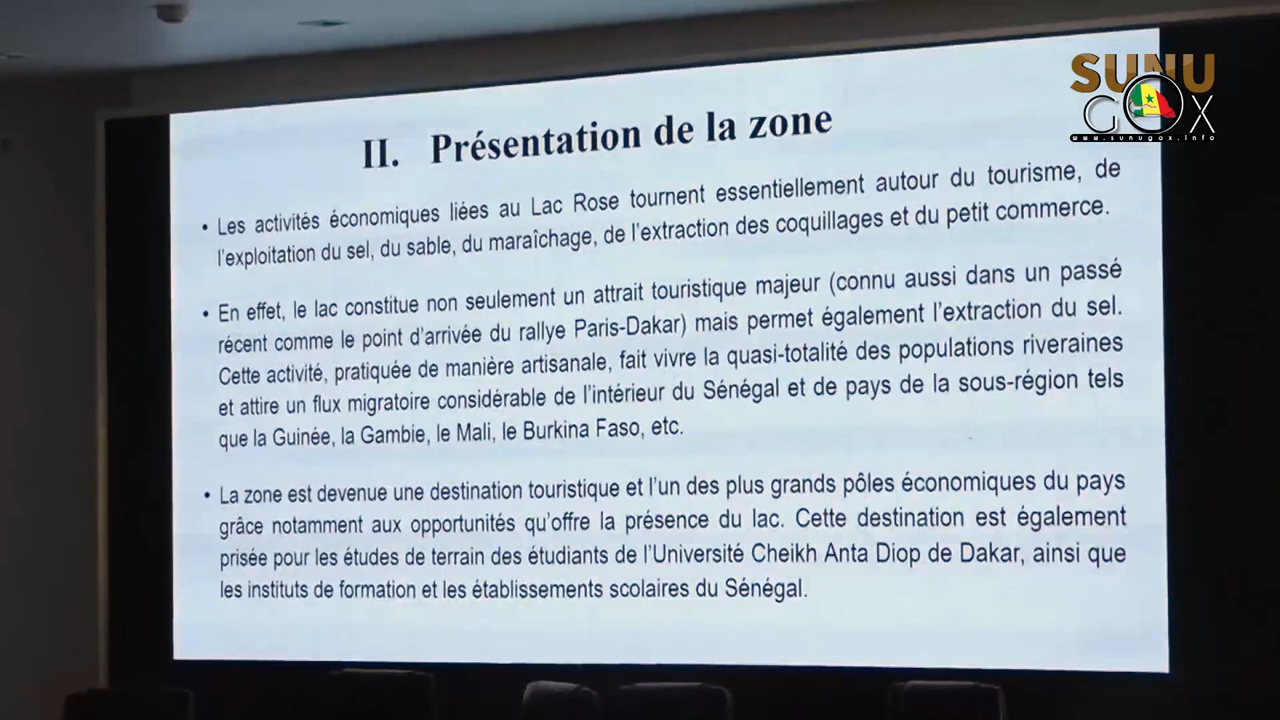 SUNU
GOX
www.sunugox.info
II. Présentation de la zone
• Les activités économiques liées au Lac Rose tournent essentiellement autour du tourisme, de
l'exploitation du sel, du sable, du maraîchage, de l'extraction des coquillages et du petit commerce.
• En effet, le lac constitue non seulement un attrait touristique majeur (connu aussi dans un passé
récent comme le point d'arrivée du rallye Paris-Dakar) mais permet également l'extraction du sel.
Cette activité, pratiquée de manière artisanale, fait vivre la quasi-totalité des populations riveraines
et attire un flux migratoire considérable de l'intérieur du Sénégal et de pays de la sous-région tels
que la Guinée, la Gambie, le Mali, le Burkina Faso, etc.
• La zone est devenue une destination touristique et l'un des plus grands pôles économiques du pays
grâce notamment aux opportunités qu'offre la présence du lac. Cette destination est également
prisée pour les études de terrain des étudiants de l'Université Cheikh Anta Diop de Dakar, ainsi que
les instituts de formation et les établissements scolaires du Sénégal.